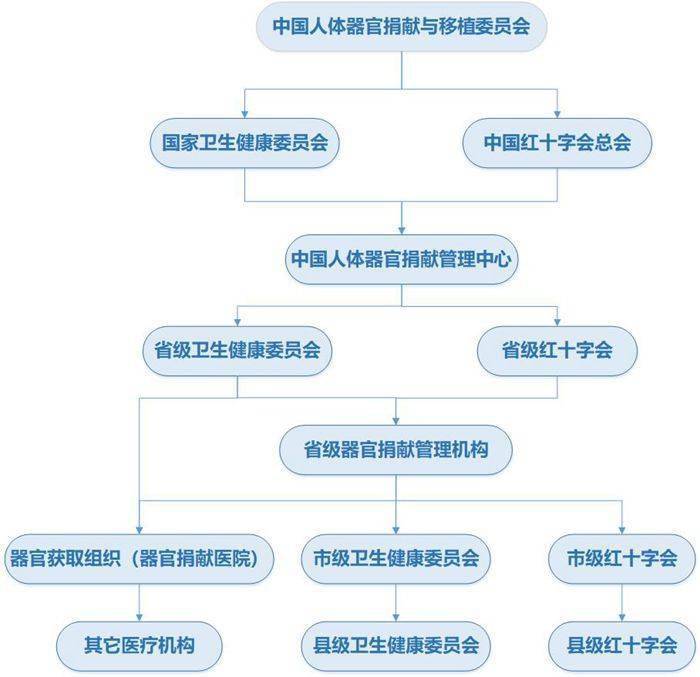 中国人体器官捐献与移植委员会
国家卫生健康委员会
中国红十字会总会
中国人体器官捐献管理中心
省级卫生健康委员会
省级红十字会
省级器官捐献管理机构
器官获取组织（器官捐献医院）
市级卫生健康委员会
市级红十字会
其它医疗机构
县级卫生健康委员会
县级红十字会